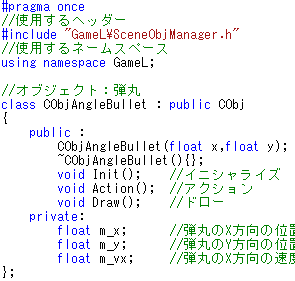 #pragma once
//使用するヘッダー
#include "GameL¥SceneObjManager.h"
//使用するネームスペース
using namespace GameL;
//オブジェクト：弾丸
class CObjAngleBullet : public CObj
{
public :
CObjAngleBullet(float x,float y);
~CObjAngleBullet(){};
void Init(); //イニシャライズ
void Action(); //アクション
void Draw(); //ドロー
private:
float m_x; //弾丸のX方向の位置
float m_y; //弾丸のY方向の位置
float m_vx; //弾丸のX方向の速度
};